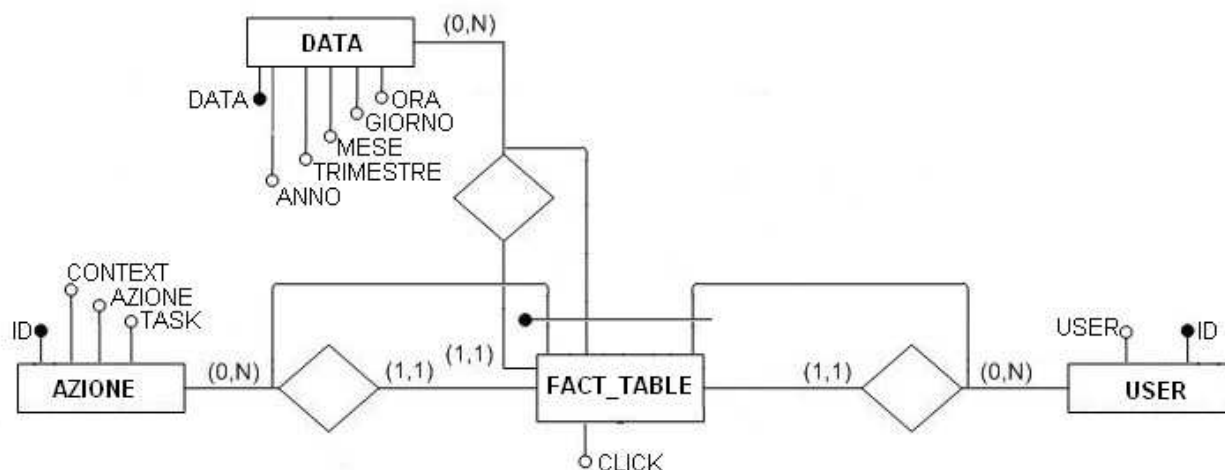 (0,N)
DATA
DATA
ORA
GIORNO
MESE
TRIMESTRE
ANNO
CONTEXT
AZIONE
TASK
ID
USER
ID
(0,N)
(1,1)
(1,1)
(1,1)
(0,N)
AZIONE
FACT_TABLE
USER
CLICK